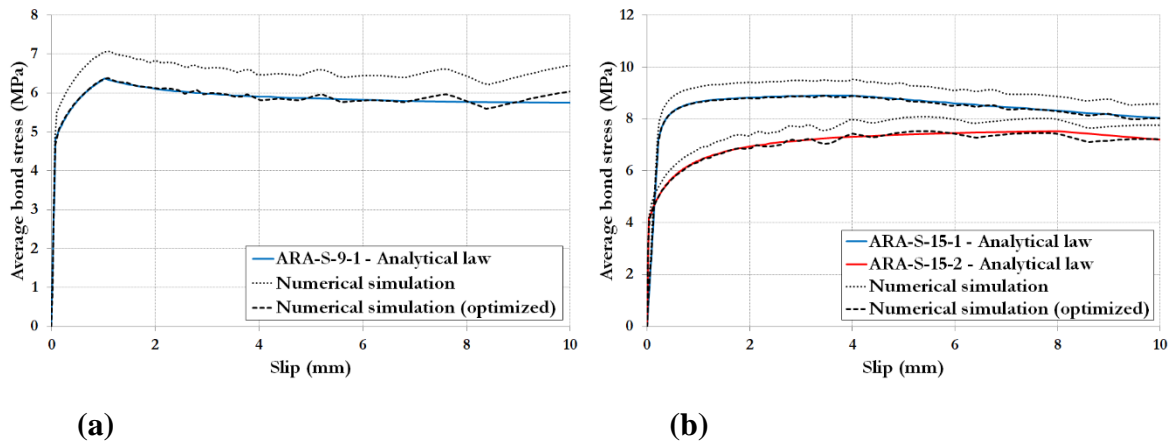 8
7
6
5
4
3
2
1
0
Average bond stress (MPa)
ARA-S-9-1 - Analytical law
Numerical simulation
Numerical simulation (optimized)
0 2 4 6 8 10
Slip (mm)
(a)
12
10
8
6
4
2
0
Average bond stress (MPa)
ARA-S-15-1 - Analytical law
ARA-S-15-2 - Analytical law
Numerical simulation
Numerical simulation (optimized)
0 2 4 6 8 10
Slip (mm)
(b)